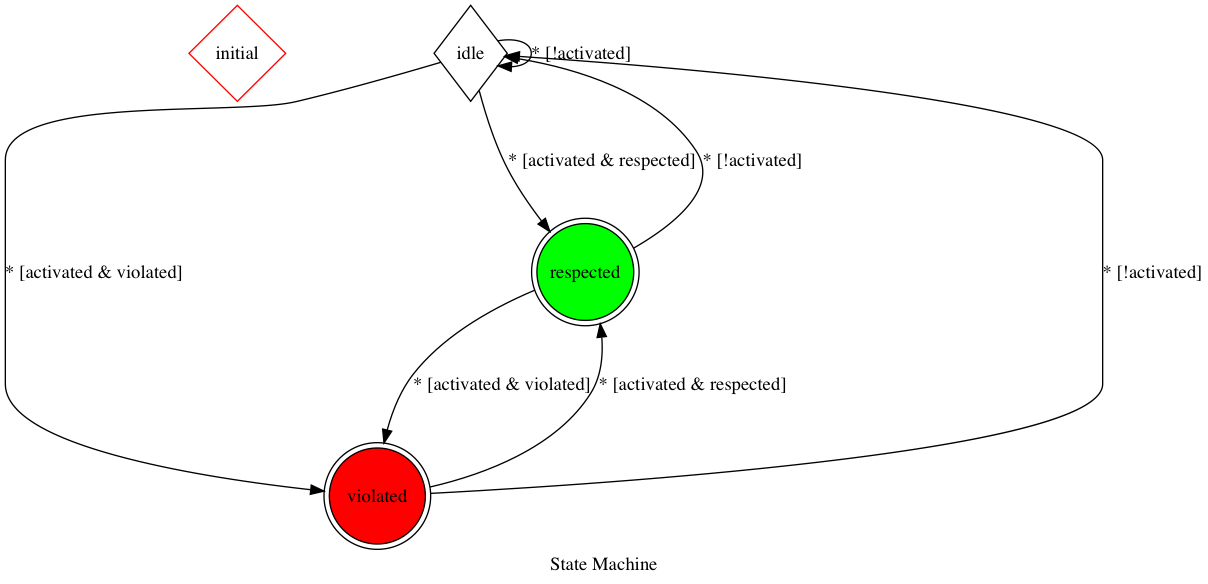 initial
idle
* [!activated]
* [activated & respected]
* [!activated]
* [activated & violated]
respected
* [!activated]
* [activated & violated]
* [activated & respected]
violated
State Machine